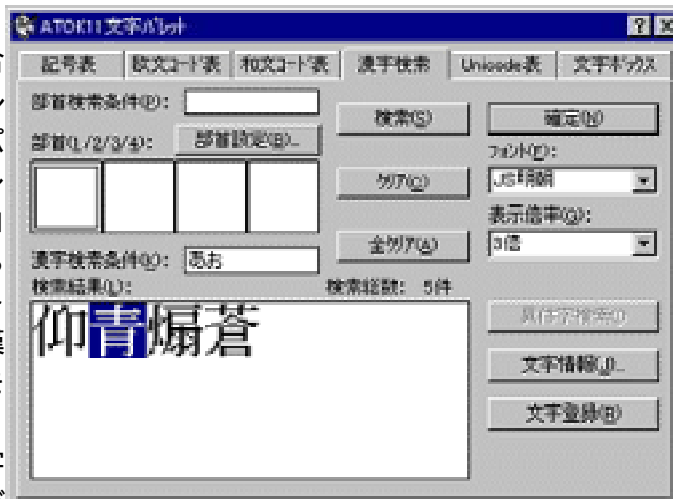 ATOK11文字パレット
記号表 欧文コード表 和文コード表 漢字検索 Unicode表 文字ボックス
部首検索条件(P): 検索(S) 確定(N)
部首(1/2/3/4): 部首設定(B)... フォント(F):
クリア(C) JS明朝
表示倍率(G):
全クリア(A) 3倍
漢字検索条件(K): あお
検索結果(L): 検索総数: 5件
仰青煽蒼
異体字検索(I)
文字情報(J)...
文字登録(R)